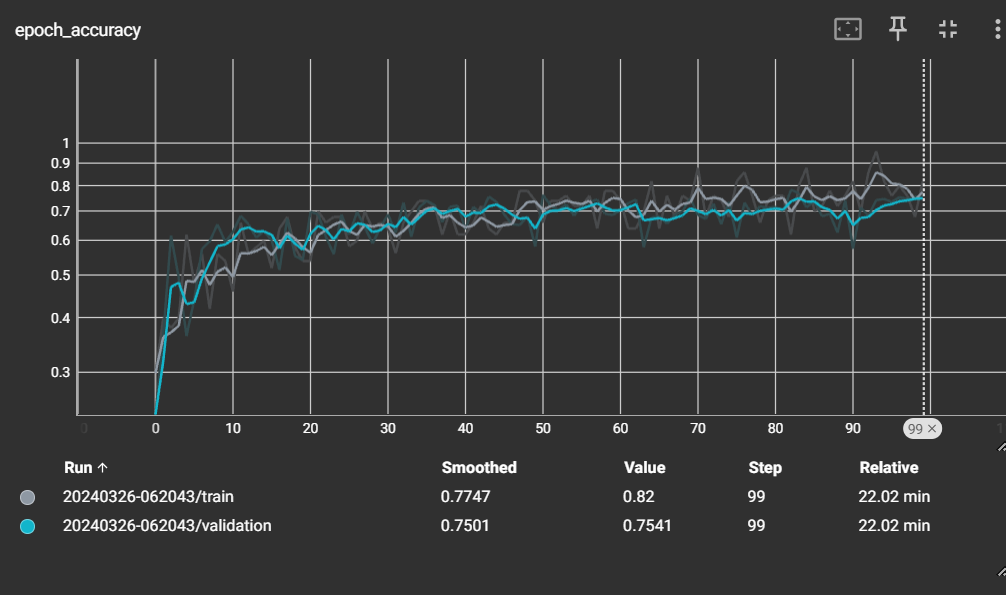 epoch_accuracy
1
0.9
0.8
0.7
0.6
0.5
0.4
0.3
0 0 10 20 30 40 50 60 70 80 90 99 × 1
Run ↑ Smoothed Value Step Relative
20240326-062043/train 0.7747 0.82 99 22.02 min
20240326-062043/validation 0.7501 0.7541 99 22.02 min